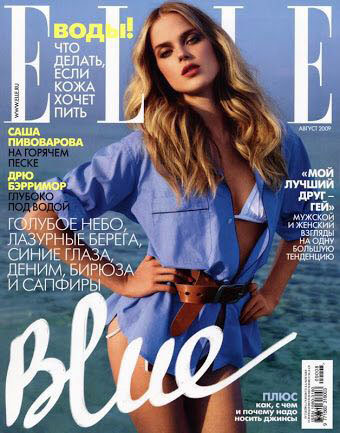 ELLE
WWW.ELLE.RU
ВОДЫ!
ЧТО
ДЕЛАТЬ,
ЕСЛИ
КОЖА
ХОЧЕТ
ПИТЬ
АВГУСТ 2009
САША
ПИВОВАРОВА
НА ГОРЯЧЕМ
ПЕСКЕ
ДРЮ
БЭРРИМОР
ГЛУБОКО
ПОД ВОДОЙ
«МОЙ
ЛУЧШИЙ
ДРУГ –
ГЕЙ»
МУЖСКОЙ
И ЖЕНСКИЙ
ВЗГЛЯДЫ
НА ОДНУ
БОЛЬШУЮ
ТЕНДЕНЦИЮ
ГОЛУБОЕ НЕБО,
ЛАЗУРНЫЕ БЕРЕГА,
СИНИЕ ГЛАЗА,
ДЕНИМ, БИРЮЗА
И САПФИРЫ
Blue
ПЛЮС
как, с чем
и почему надо
носить джинсы